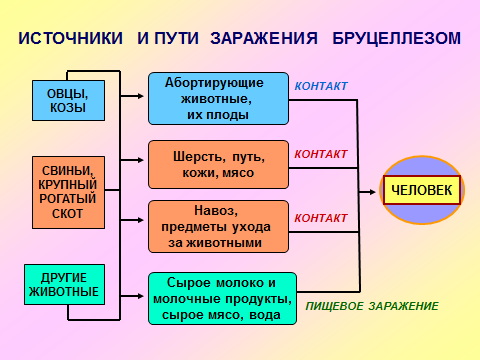 ИСТОЧНИКИ И ПУТИ ЗАРАЖЕНИЯ БРУЦЕЛЛЕЗОМ
ОВЦЫ,
КОЗЫ
СВИНЬИ,
КРУПНЫЙ
РОГАТЫЙ
СКОТ
ДРУГИЕ
ЖИВОТНЫЕ
Абортирующие
животные,
их плоды
Шерсть, путь,
кожи, мясо
Навоз,
предметы ухода
за животными
Сырое молоко и
молочные продукты,
сырое мясо, вода
КОНТАКТ
КОНТАКТ
КОНТАКТ
ПИЩЕВОЕ ЗАРАЖЕНИЕ
ЧЕЛОВЕК